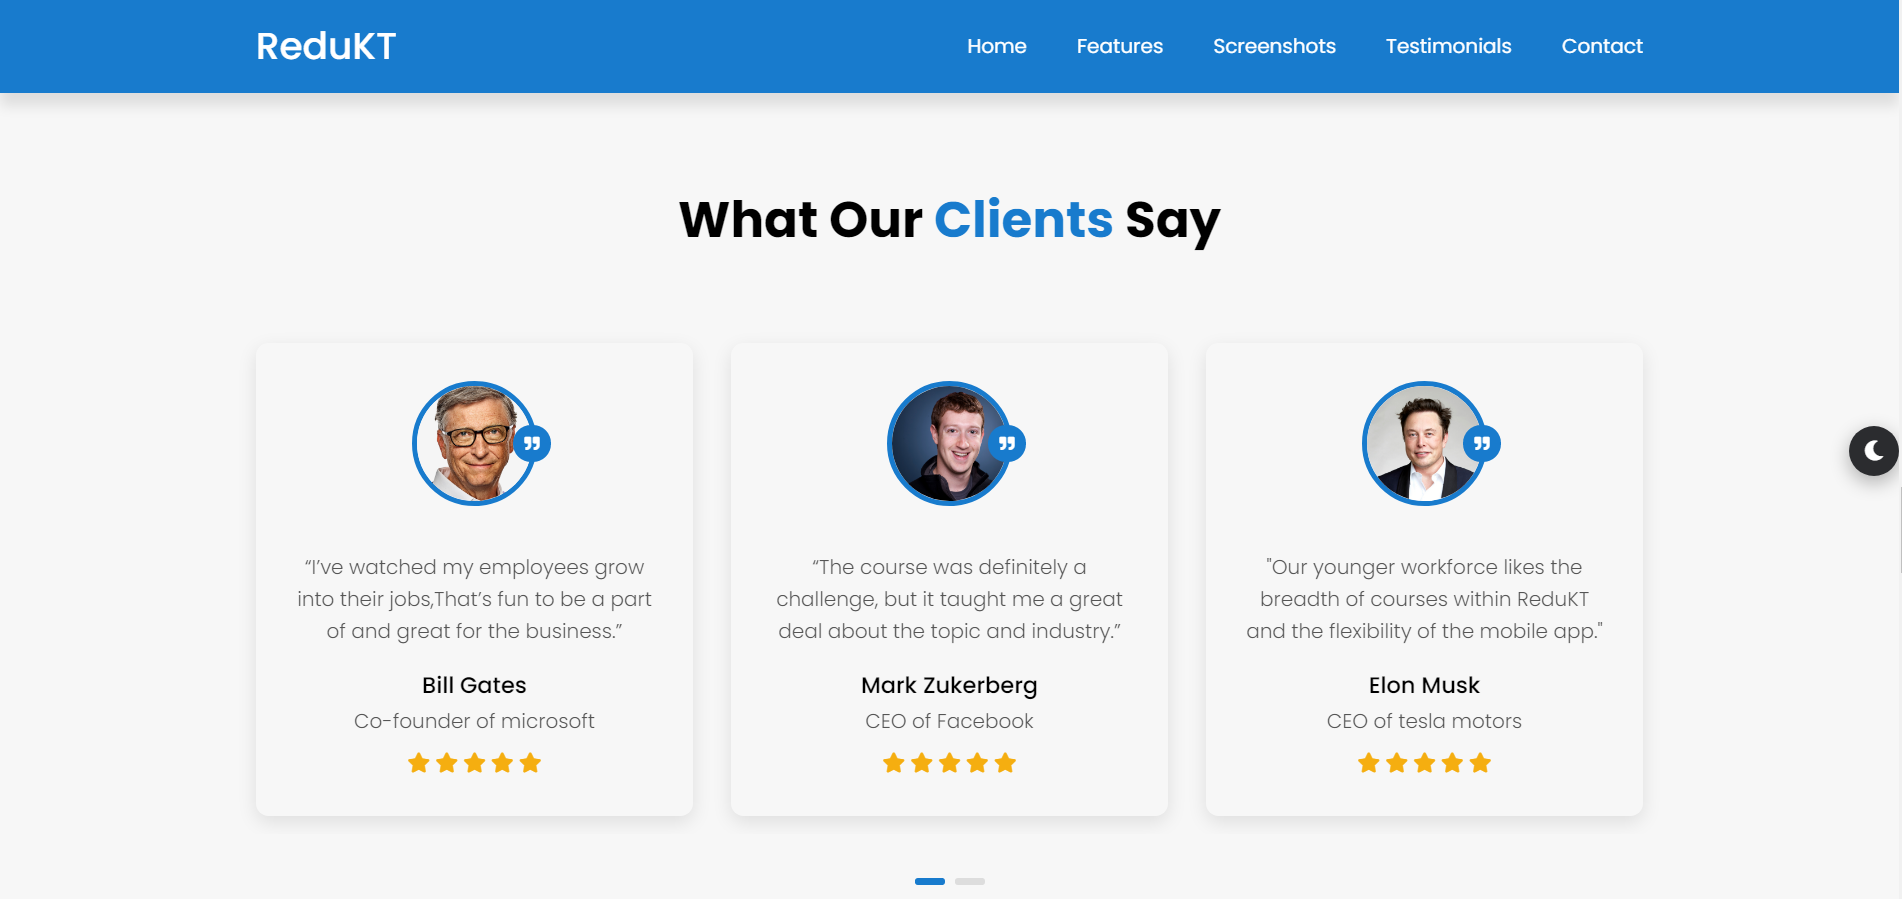 ReduKT
Home Features Screenshots Testimonials Contact
What Our Clients Say
“I’ve watched my employees grow
into their jobs,That’s fun to be a part
of and great for the business.”
Bill Gates
Co-founder of microsoft
“The course was definitely a
challenge, but it taught me a great
deal about the topic and industry.”
Mark Zukerberg
CEO of Facebook
"Our younger workforce likes the
breadth of courses within ReduKT
and the flexibility of the mobile app."
Elon Musk
CEO of tesla motors